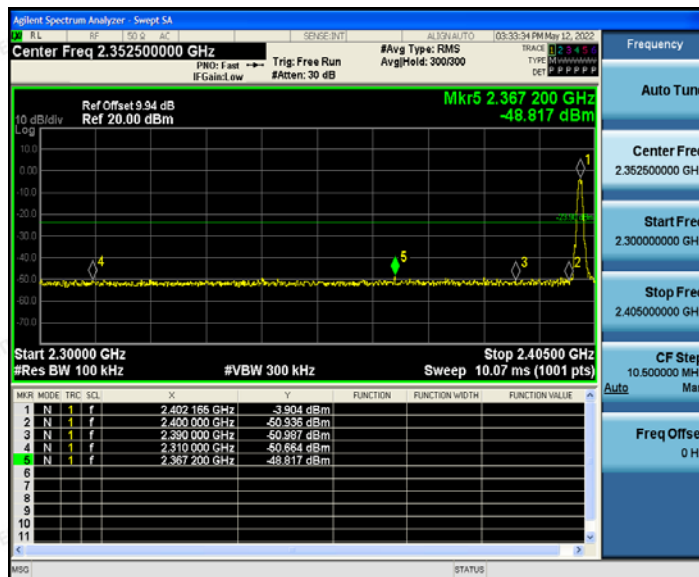 Agilent Spectrum Analyzer - Swept SA
RL RF 50 Ω AC SENSE:INT ALIGN AUTO 03:33:34 PM May 12, 2022
Center Freq 2.352500000 GHz
PNO: Fast
IFGain:Low
Trig: Free Run
#Atten: 30 dB
#Avg Type: RMS
Avg|Hold: 300/300
TRACE 1 2 3 4 5 6
TYPE M W W W W W
DET P P P P P P
Ref Offset 9.94 dB
10 dB/div Ref 20.00 dBm
Log
Mkr5 2.367 200 GHz
-48.817 dBm
10.0
0.00
-10.0
-20.0
-30.0
-40.0
-50.0
-60.0
-70.0
1
4
5
3
2
Start 2.30000 GHz Stop 2.40500 GHz
#Res BW 100 kHz #VBW 300 kHz Sweep 10.07 ms (1001 pts)
MKR MODE TRC SCL X Y FUNCTION FUNCTION WIDTH FUNCTION VALUE
1 N 1 f 2.402 165 GHz -3.904 dBm
2 N 1 f 2.400 000 GHz -50.936 dBm
3 N 1 f 2.390 000 GHz -50.987 dBm
4 N 1 f 2.310 000 GHz -50.664 dBm
5 N 1 f 2.367 200 GHz -48.817 dBm
6
7
8
9
10
11
MSG STATUS
Frequency
Auto Tun
Center Fre
2.352500000 GH
Start Fre
2.300000000 GH
Stop Fre
2.405000000 GH
CF Ste
10.500000 MH
Auto Ma
Freq Offse
0 H